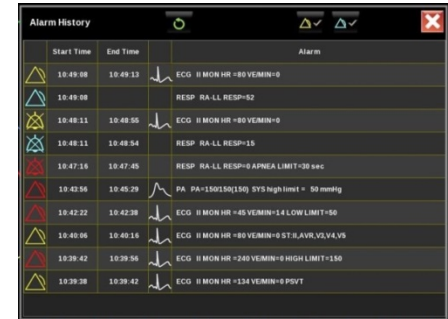 Alarm History
Start Time End Time Alarm
10:49:08 10:49:13 ECG II MON HR =80 VE/MIN=0
10:49:08 RESP RA-LL RESP=52
10:48:11 10:48:55 ECG II MON HR =80 VE/MIN=0
10:48:11 10:48:54 RESP RA-LL RESP=15
10:47:16 10:47:45 RESP RA-LL RESP=0 APNEA LIMIT=30 sec
10:43:56 10:45:29 PA PA=150/150(150) SYS high limit = 50 mmHg
10:42:22 10:42:38 ECG II MON HR =45 VE/MIN=14 LOW LIMIT=50
10:40:06 10:40:16 ECG II MON HR =80 VE/MIN=0 ST:II,AVR,V3,V4,V5
10:39:42 10:39:56 ECG II MON HR =240 VE/MIN=0 HIGH LIMIT=150
10:39:38 10:39:42 ECG II MON HR =134 VE/MIN=0 PSVT